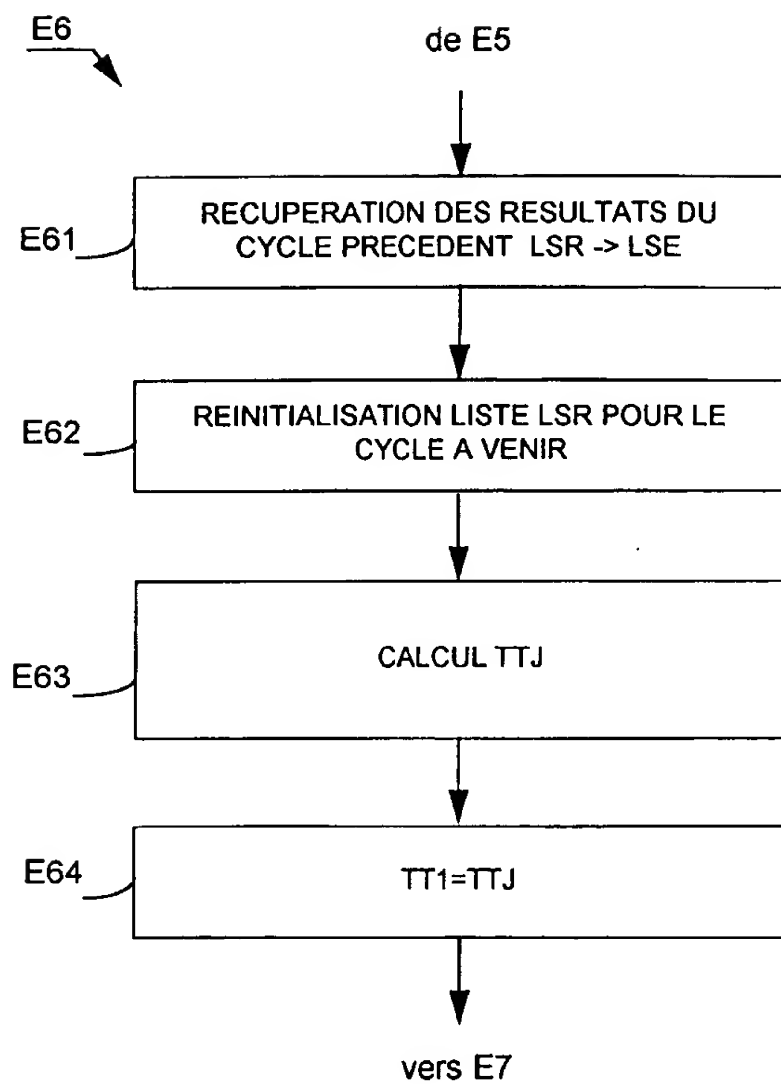 E6
de E5
E61
RECUPERATION DES RESULTATS DU
CYCLE PRECEDENT LSR -> LSE
E62
REINITIALISATION LISTE LSR POUR LE
CYCLE A VENIR
E63
CALCUL TTJ
E64
TT1=TTJ
vers E7